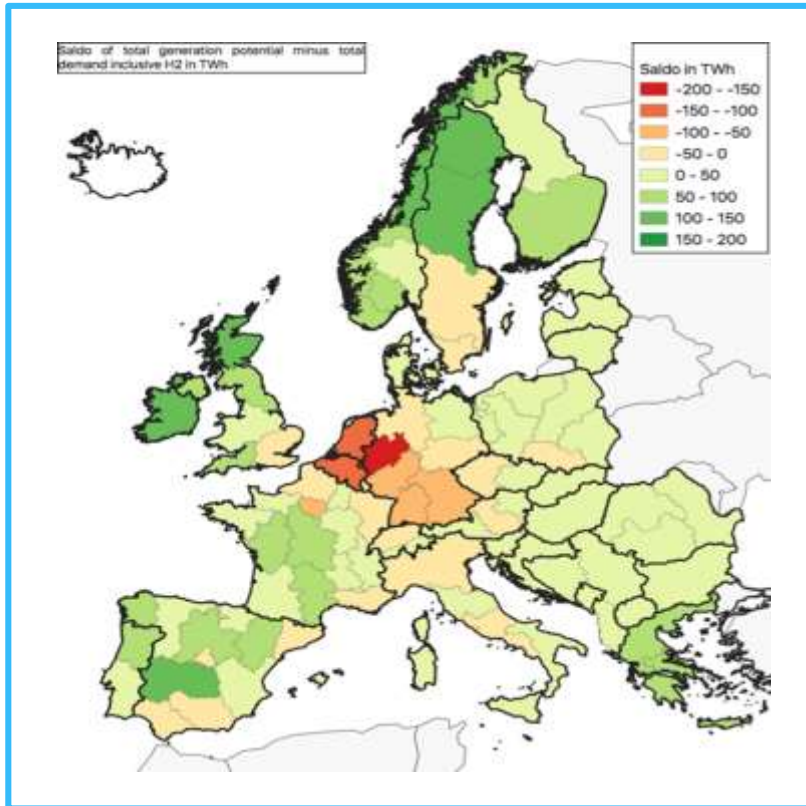 Saldo of total generation potential minus total
demand inclusive H2 in TWh
Saldo in TWh
-200 - -150
-150 - -100
-100 - -50
-50 - 0
0 - 50
50 - 100
100 - 150
150 - 200